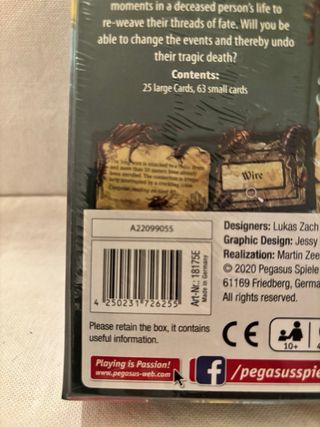 moments in a deceased person's life to
re-weave their threads of fate. Will you be
able to change the events and thereby undo
their tragic death?
Contents:
25 large Cards, 63 small cards
Wire
A22099055
Designers: Lukas Zach
Graphic Design: Jessy
Realization: Martin Zee
© 2020 Pegasus Spiele
61169 Friedberg, Germa
All rights reserved.
4 250231 726255
Art.-Nr.: 18175E
Made in Germany
Please retain the box, it contains
useful information.
CE
10+
Playing is Passion!
www.pegasus-web.com
/pegasusspie